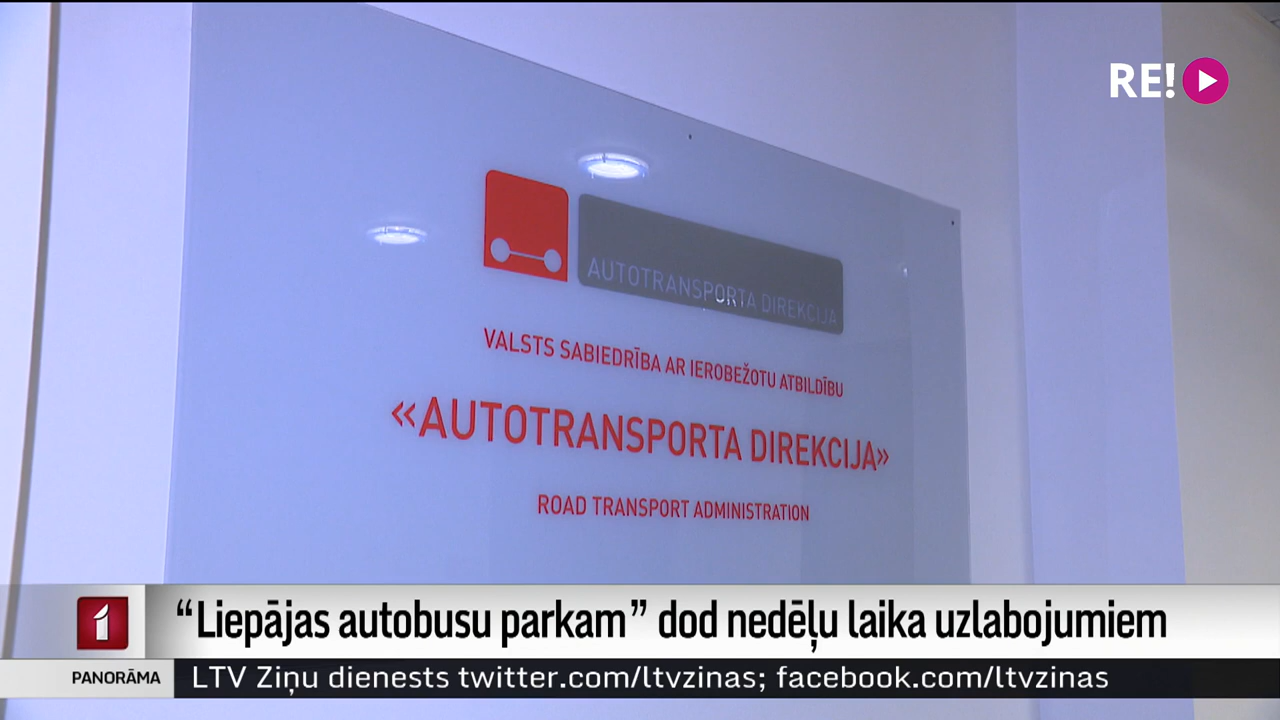 RE!
AUTOTRANSPORTA DIREKCIJA
VALSTS SABIEDRĪBA AR IEROBEŽOTU ATBILDĪBU
«AUTOTRANSPORTA DIREKCIJA»
ROAD TRANSPORT ADMINISTRATION
1
“Liepājas autobusu parkam” dod nedēļu laika uzlabojumiem
PANORĀMA
LTV Ziņu dienests twitter.com/ltvzinas; facebook.com/ltvzinas